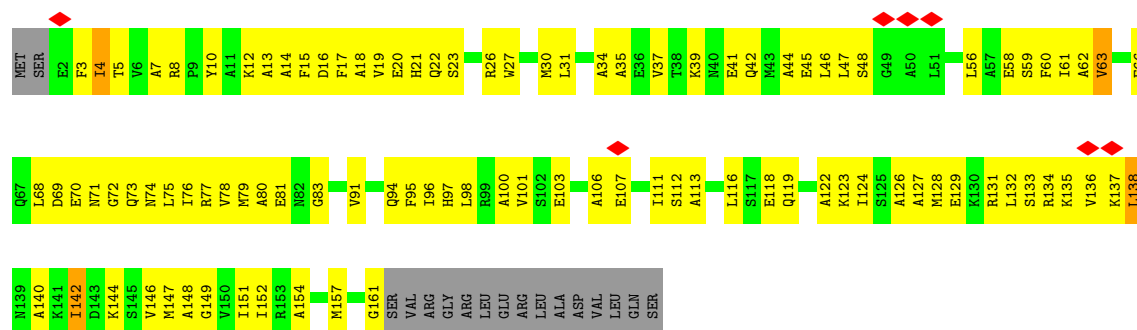 MET SER E2 F3 I4 T5 V6 A7 R8 P9 Y10 A11 K12 A13 A14 F15 D16 F17 A18 V19 E20 H21 Q22 S23 R26 W27 M30 L31 A34 A35 E36 V37 T38 K39 N40 E41 Q42 M43 A44 E45 L46 L47 S48 G49 A50 L51 L56 A57 E58 S59 F60 I61 A62 V63
Q67 L68 D69 E70 N71 G72 Q73 N74 L75 I76 R77 V78 M79 A80 E81 N82 G83 V91 Q94 F95 I96 H97 L98 R99 A100 V101 S102 E103 A106 E107 I111 S112 A113 L116 S117 E118 Q119 A122 K123 I124 S125 A126 A127 M128 E129 K130 R131 L132 S133 R134 K135 V136 K137 L138
N139 A140 K141 I142 D143 K144 S145 V146 M147 A148 G149 V150 I151 I152 R153 A154 M157 G161 SER VAL ARG GLY ARG LEU GLU ARG LEU ALA ASP VAL LEU GLN SER